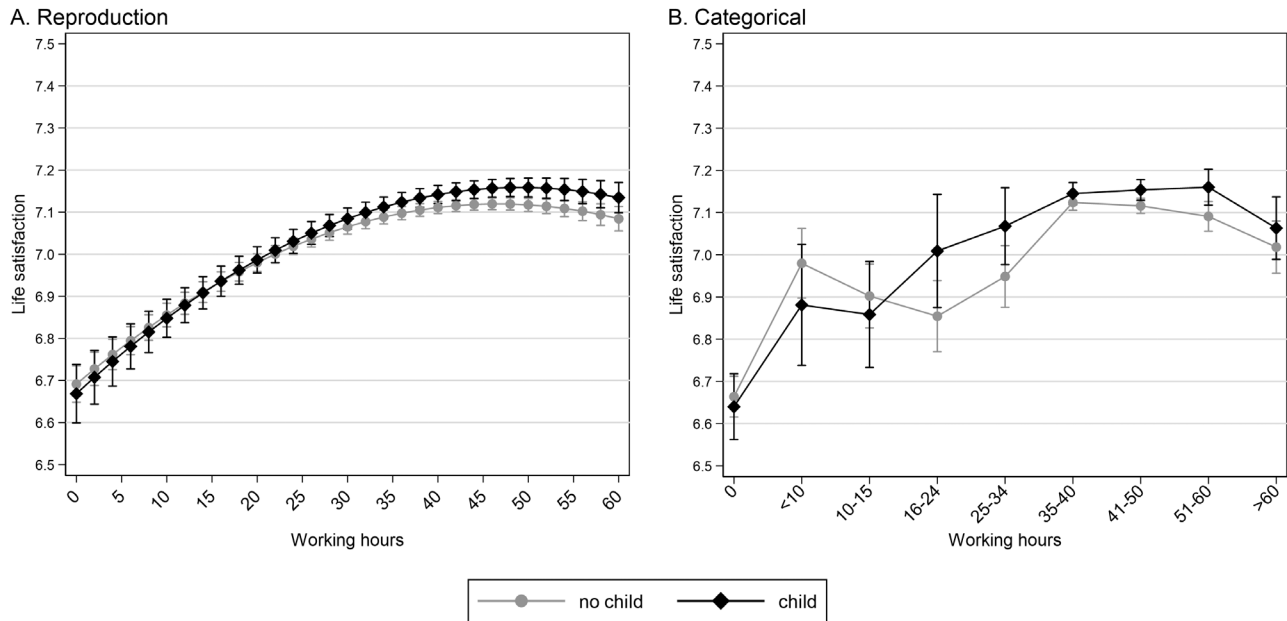 A. Reproduction
7.5
7.4
7.3
7.2
7.1
7.0
6.9
6.8
6.7
6.6
6.5
Life satisfaction
0 5 10 15 20 25 30 35 40 45 50 55 60
Working hours
B. Categorical
7.5
7.4
7.3
7.2
7.1
7.0
6.9
6.8
6.7
6.6
6.5
Life satisfaction
0 <10 10-15 16-24 25-34 35-40 41-50 51-60 >60
Working hours
no child child